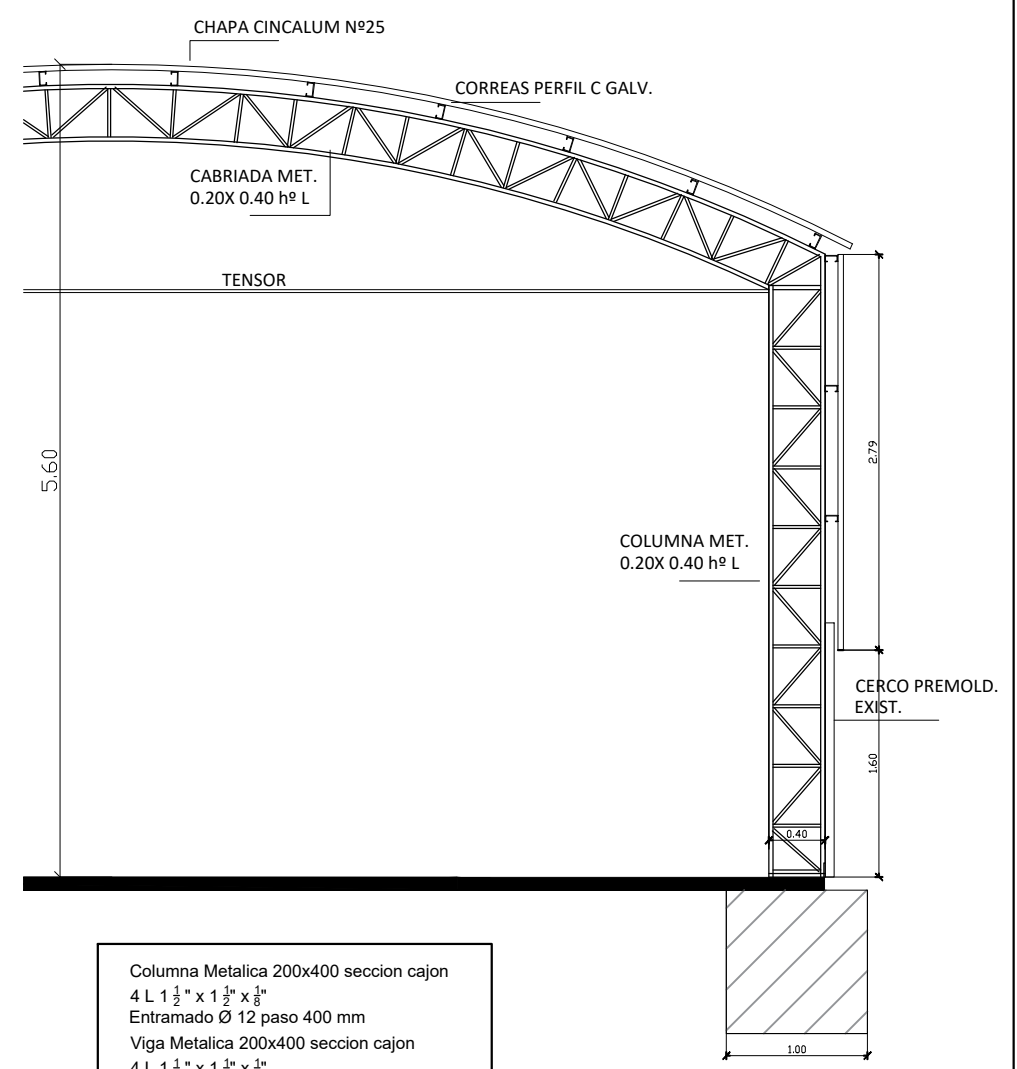 CHAPA CINCALUM Nº25
CORREAS PERFIL C GALV.
CABRIADA MET.
0.20X 0.40 hº L
TENSOR
5.60
2.79
COLUMNA MET.
0.20X 0.40 hº L
CERCO PREMOLD.
EXIST.
1.60
0.40
1.00
Columna Metalica 200x400 seccion cajon
4 L 1 1/2 " x 1 1/2" x 1/8"
Entramado Ø 12 paso 400 mm
Viga Metalica 200x400 seccion cajon